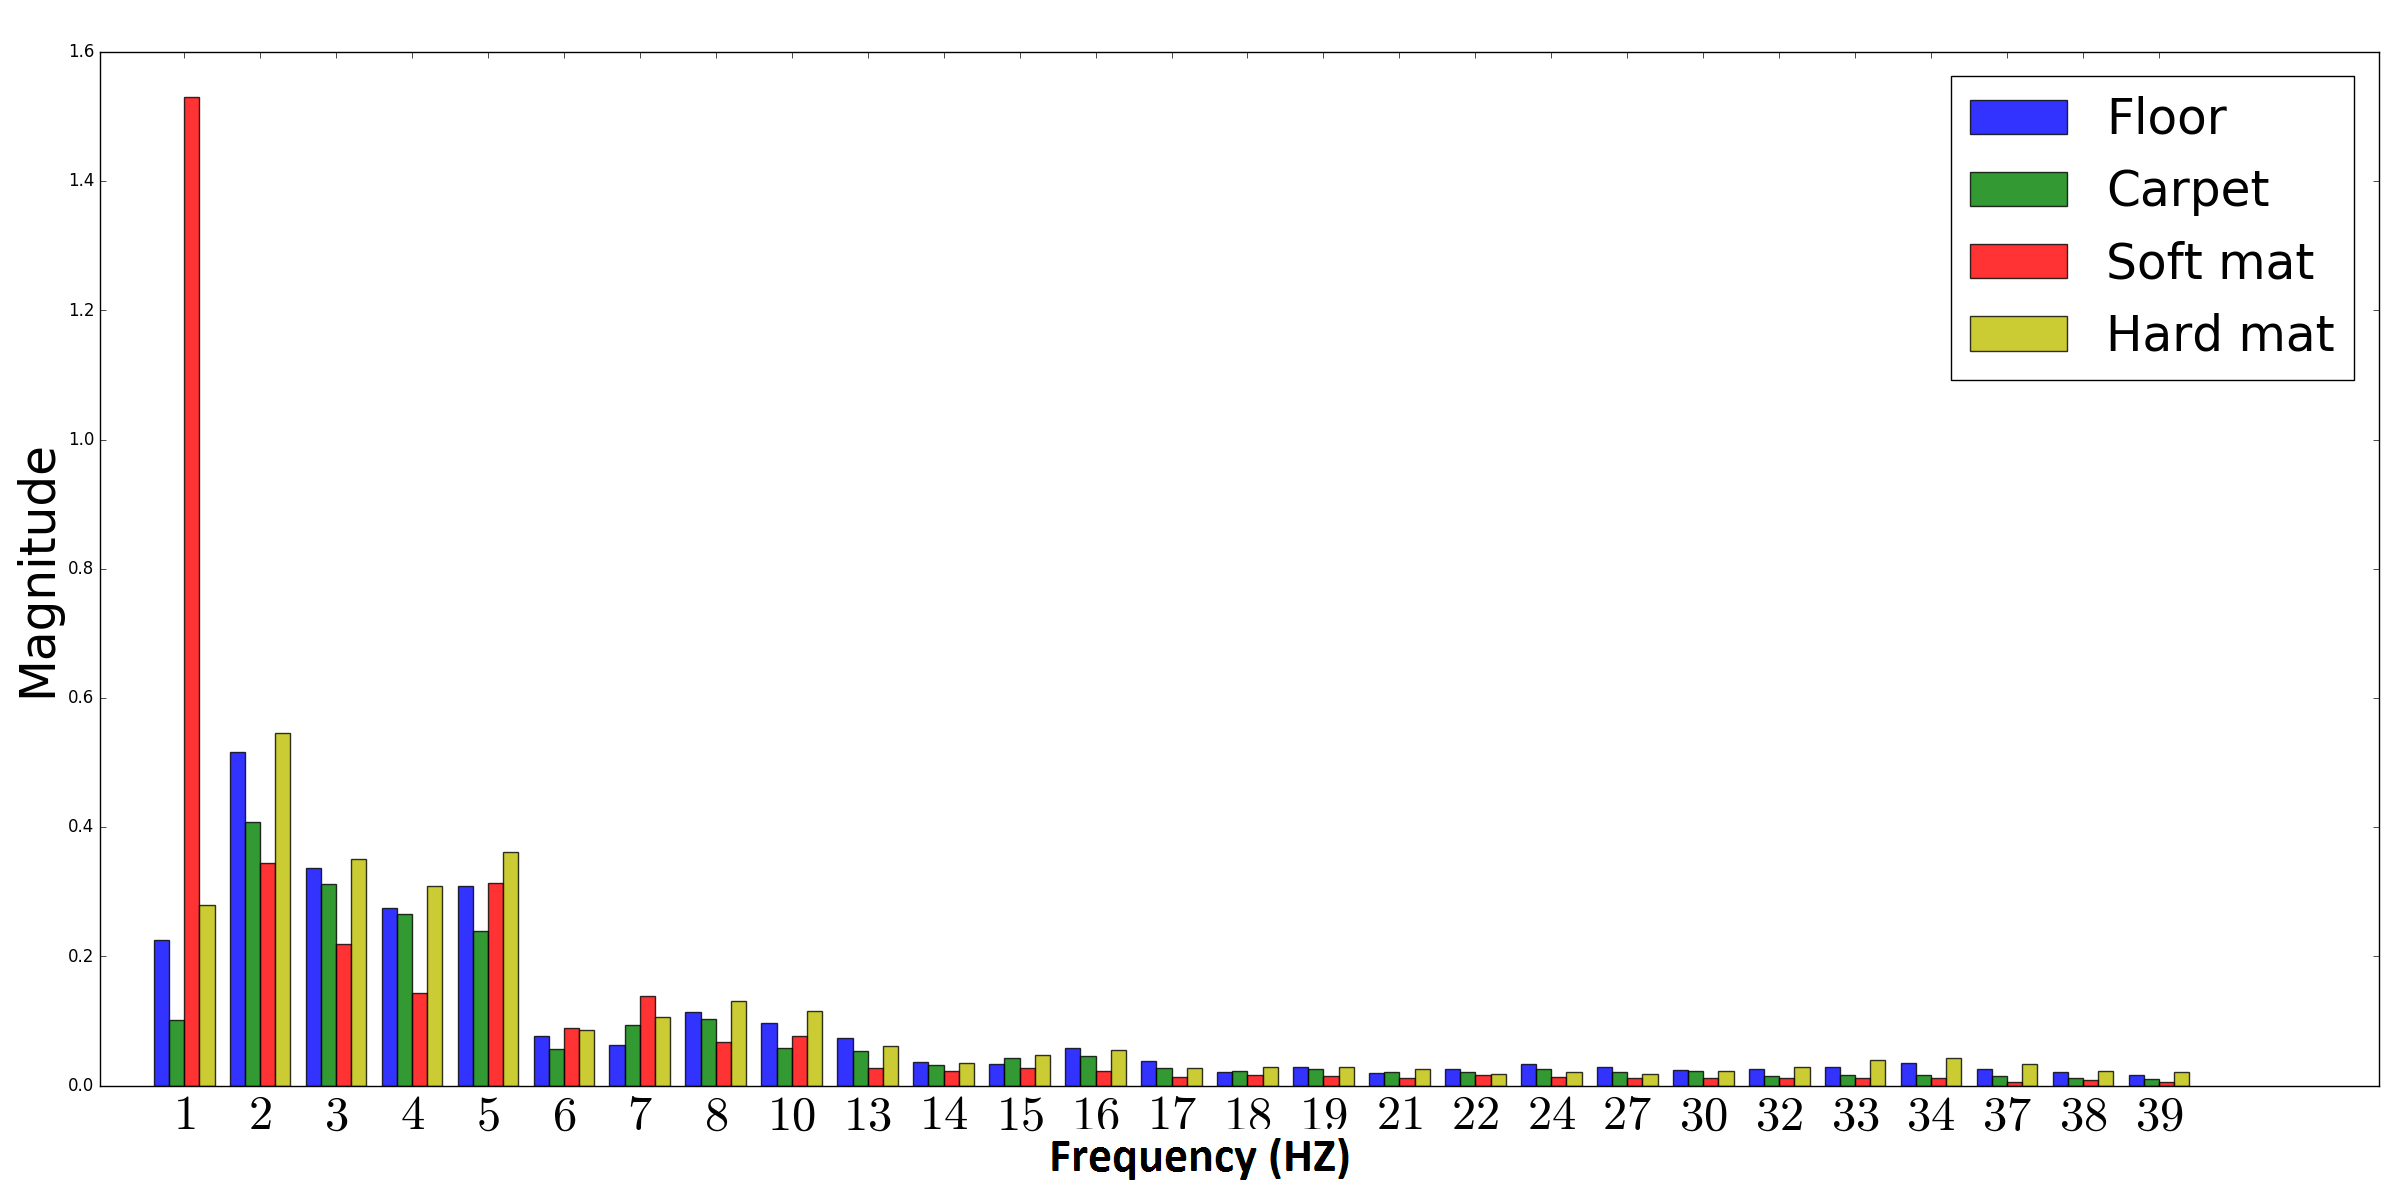 1.6
1.4
1.2
1.0
0.8
0.6
0.4
0.2
0.0
Magnitude
Floor
Carpet
Soft mat
Hard mat
1 2 3 4 5 6 7 8 10 13 14 15 16 17 18 19 21 22 24 27 30 32 33 34 37 38 39
Frequency (HZ)